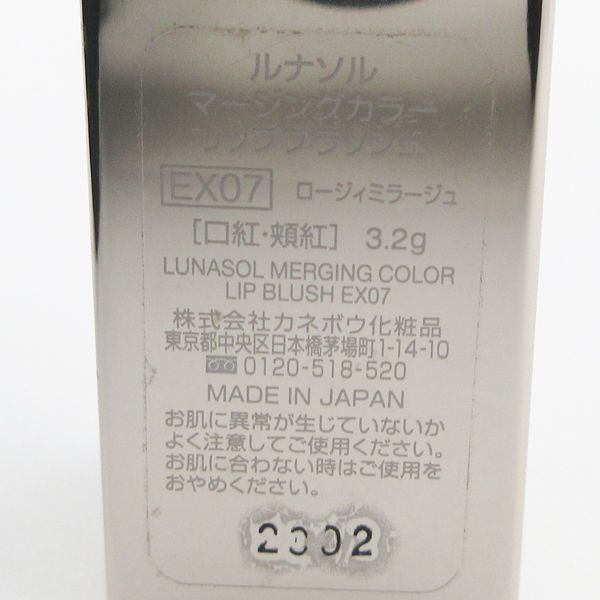 ルナソル
マージングカラー
リップブラッシュ
EX07 ロージィミラージュ
[口紅・頬紅] 3.2g
LUNASOL MERGING COLOR
LIP BLUSH EX07
株式会社カネボウ化粧品
東京都中央区日本橋茅場町1-14-10
0120-518-520
MADE IN JAPAN
お肌に異常が生じていないか
よく注意してご使用ください。
お肌に合わない時はご使用を
おやめください。
2302